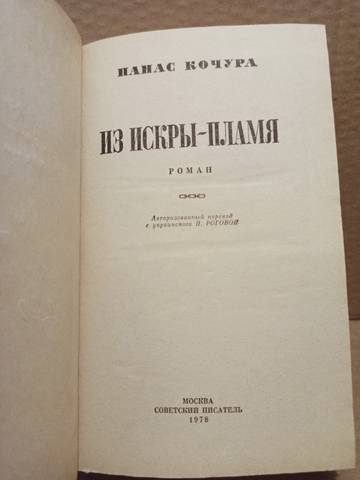 ПАНАС КОЧУРА
ИЗ ИСКРЫ-ПЛАМЯ
РОМАН
Авторизованный перевод
с украинского Н. РОГОВОЙ
МОСКВА
СОВЕТСКИЙ ПИСАТЕЛЬ
1978